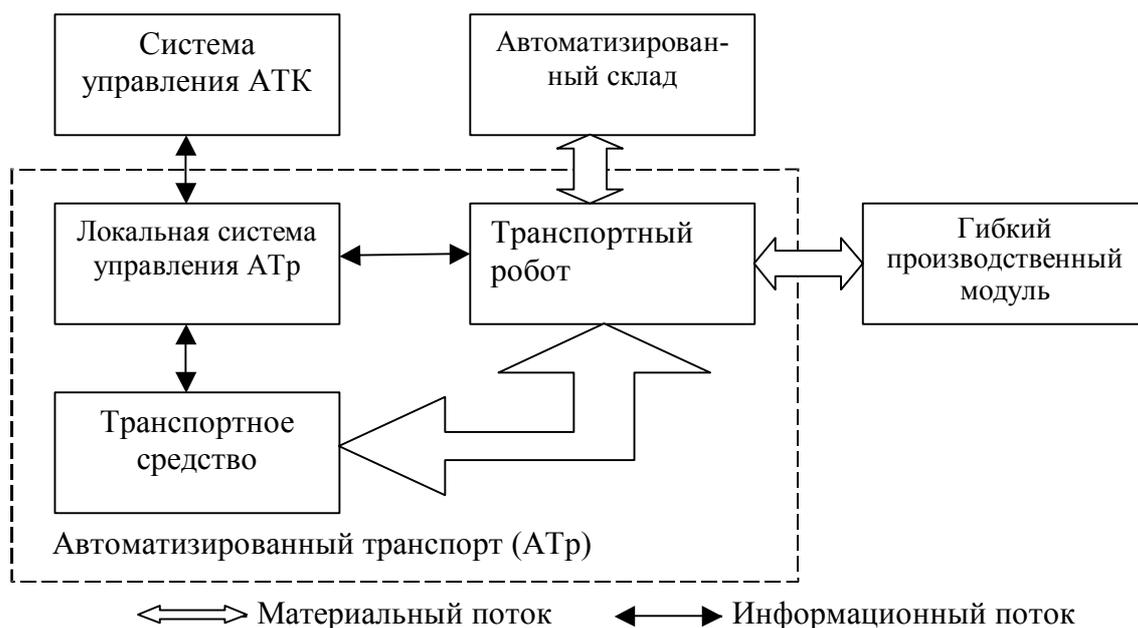 Система
управления АТК
Автоматизирован-
ный склад
Локальная система
управления АТр
Транспортный
робот
Гибкий
производственный
модуль
Транспортное
средство
Автоматизированный транспорт (АТр)
Материальный поток
Информационный поток